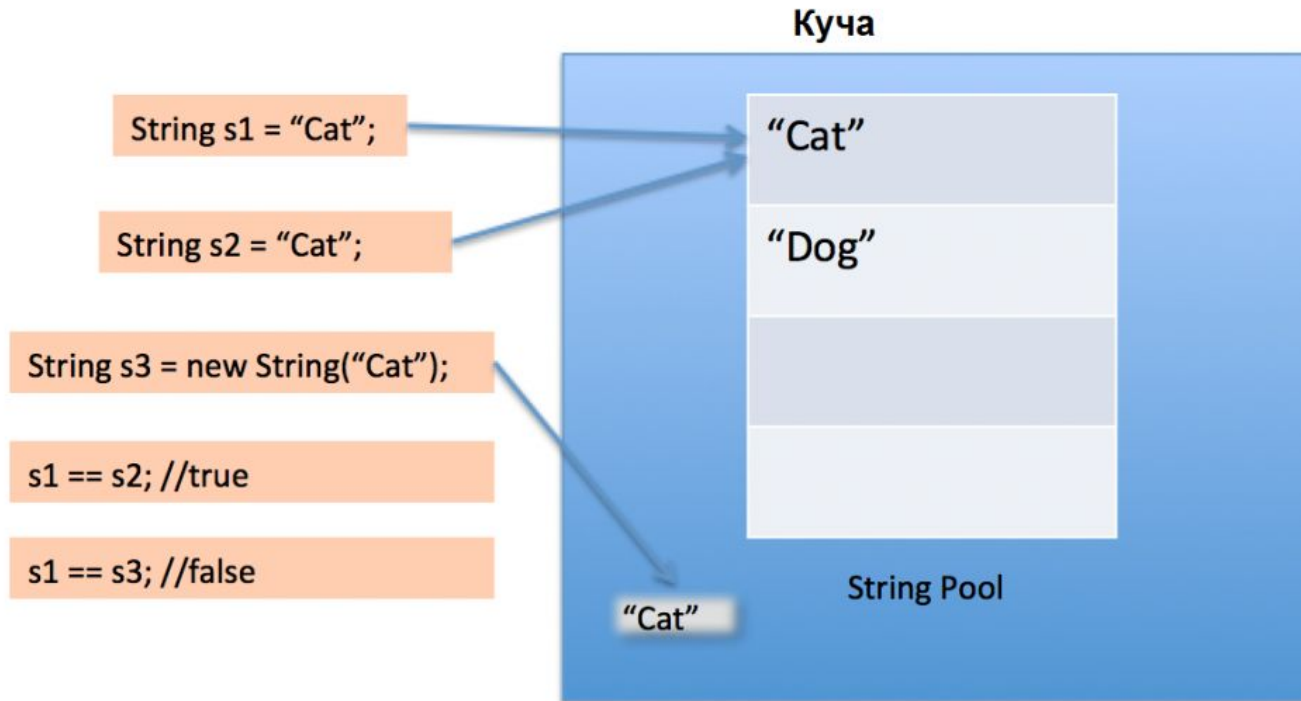 Куча
String s1 = “Cat”;
String s2 = “Cat”;
String s3 = new String(“Cat”);
s1 == s2; //true
s1 == s3; //false
“Cat”
“Dog”
String Pool
“Cat”